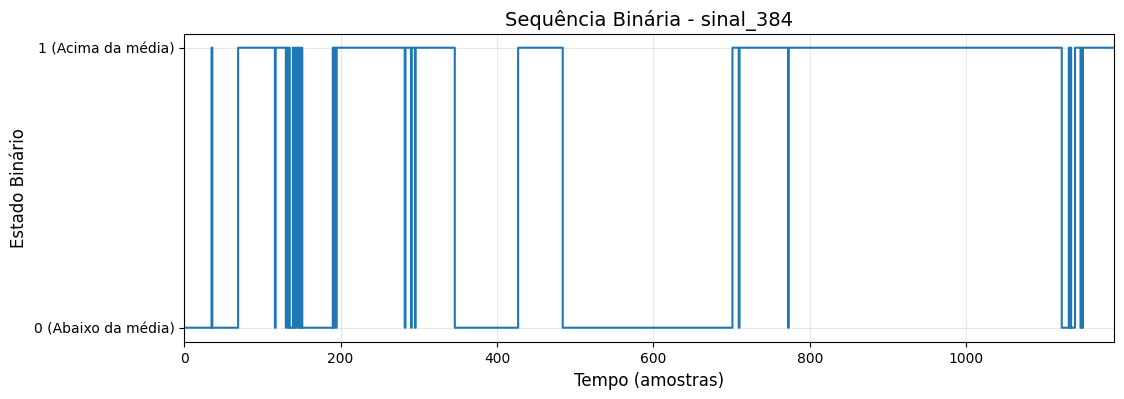 Sequência Binária - sinal_384
1 (Acima da média)
Estado Binário
0 (Abaixo da média)
0 200 400 600 800 1000
Tempo (amostras)